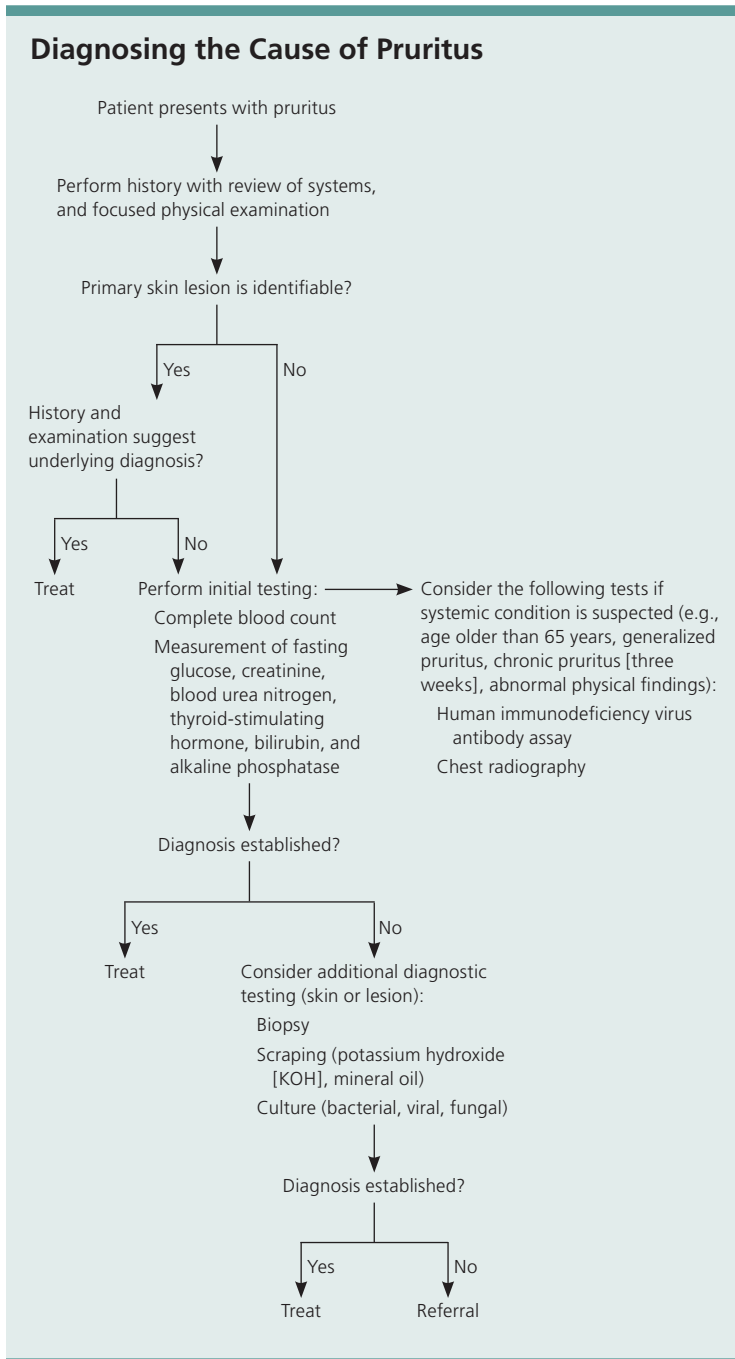 Diagnosing the Cause of Pruritus
Patient presents with pruritus
Perform history with review of systems,
and focused physical examination
Primary skin lesion is identifiable?
Yes
No
History and
examination suggest
underlying diagnosis?
Yes
No
Treat
Perform initial testing:
Complete blood count
Measurement of fasting
glucose, creatinine,
blood urea nitrogen,
thyroid-stimulating
hormone, bilirubin, and
alkaline phosphatase
Consider the following tests if
systemic condition is suspected (e.g.,
age older than 65 years, generalized
pruritus, chronic pruritus [three
weeks], abnormal physical findings):
Human immunodeficiency virus
antibody assay
Chest radiography
Diagnosis established?
Yes
No
Treat
Consider additional diagnostic
testing (skin or lesion):
Biopsy
Scraping (potassium hydroxide
[KOH], mineral oil)
Culture (bacterial, viral, fungal)
Diagnosis established?
Yes
No
Treat
Referral